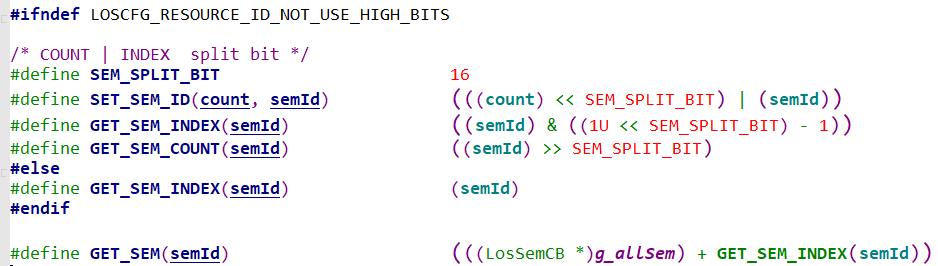 #ifndef LOSCFG_RESOURCE_ID_NOT_USE_HIGH_BITS
/* COUNT | INDEX  split bit */
#define SEM_SPLIT_BIT 16
#define SET_SEM_ID(count, semId) (((count) << SEM_SPLIT_BIT) | (semId))
#define GET_SEM_INDEX(semId) ((semId) & ((1U << SEM_SPLIT_BIT) - 1))
#define GET_SEM_COUNT(semId) ((semId) >> SEM_SPLIT_BIT)
#else
#define GET_SEM_INDEX(semId) (semId)
#endif
#define GET_SEM(semId) (((LosSemCB *)g_allSem) + GET_SEM_INDEX(semId))